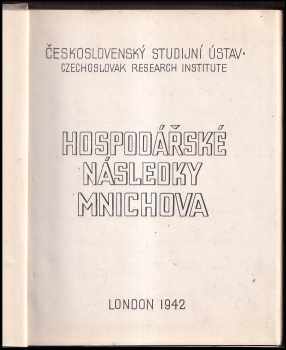 ČESKOSLOVENSKÝ STUDIJNÍ ÚSTAV·
CZECHOSLOVAK RESEARCH INSTITUTE
HOSPODÁŘSKÉ
NÁSLEDKY
MNICHOVA
LONDON 1942